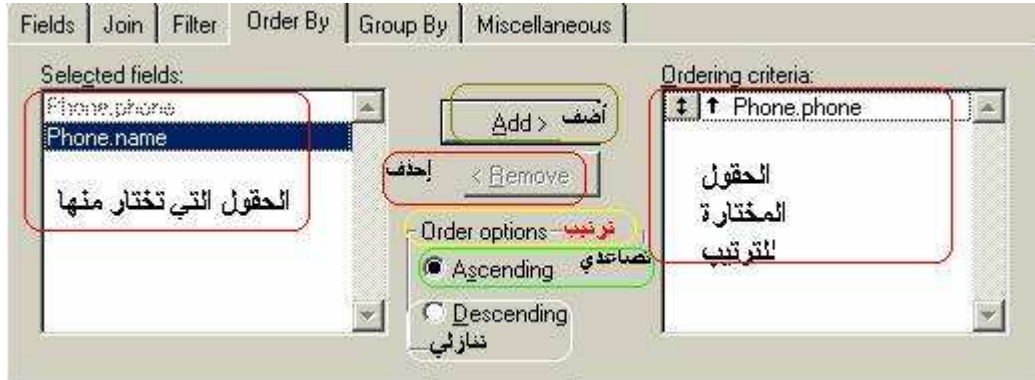 Fields Join Filter Order By Group By Miscellaneous
Selected fields:
Phone.phone
Phone.name
الحقول التي تختار منها
Add > أضف
< Remove إحذف
Order options ترتيب
Ascending تصاعدي
Descending
تنازلي
Ordering criteria:
Phone.phone
الحقول
المختارة
للترتيب